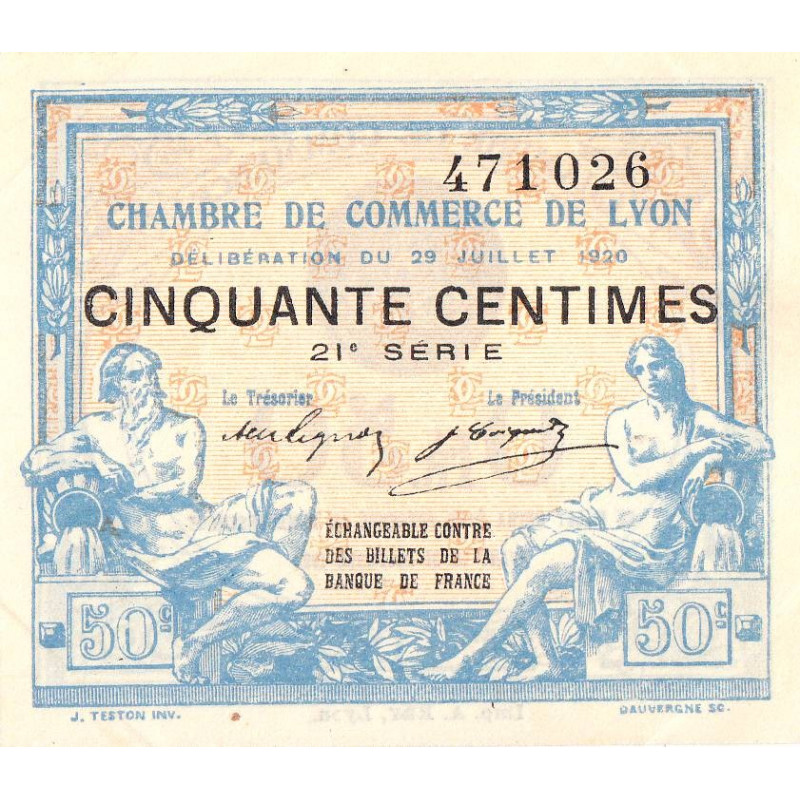 471026
CHAMBRE DE COMMERCE DE LYON
DÉLIBÉRATION DU 29 JUILLET 1920
CINQUANTE CENTIMES
21e SÉRIE
Le Trésorier Le Président
ÉCHANGEABLE CONTRE
DES BILLETS DE LA
BANQUE DE FRANCE
50c 50c
J. TESTON INV. DAUVERGNE SC.